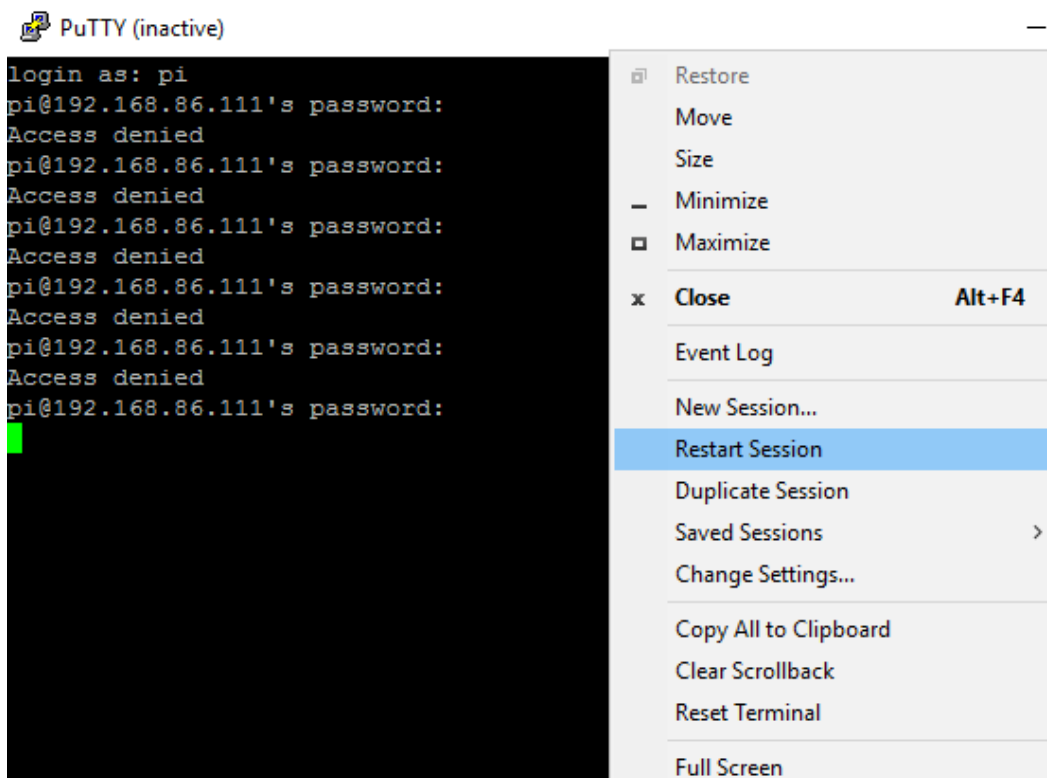 PuTTY (inactive)
login as: pi
pi@192.168.86.111's password:
Access denied
pi@192.168.86.111's password:
Access denied
pi@192.168.86.111's password:
Access denied
pi@192.168.86.111's password:
Access denied
pi@192.168.86.111's password:
Access denied
pi@192.168.86.111's password:
Restore
Move
Size
Minimize
Maximize
Close Alt+F4
Event Log
New Session...
Restart Session
Duplicate Session
Saved Sessions
Change Settings...
Copy All to Clipboard
Clear Scrollback
Reset Terminal
Full Screen